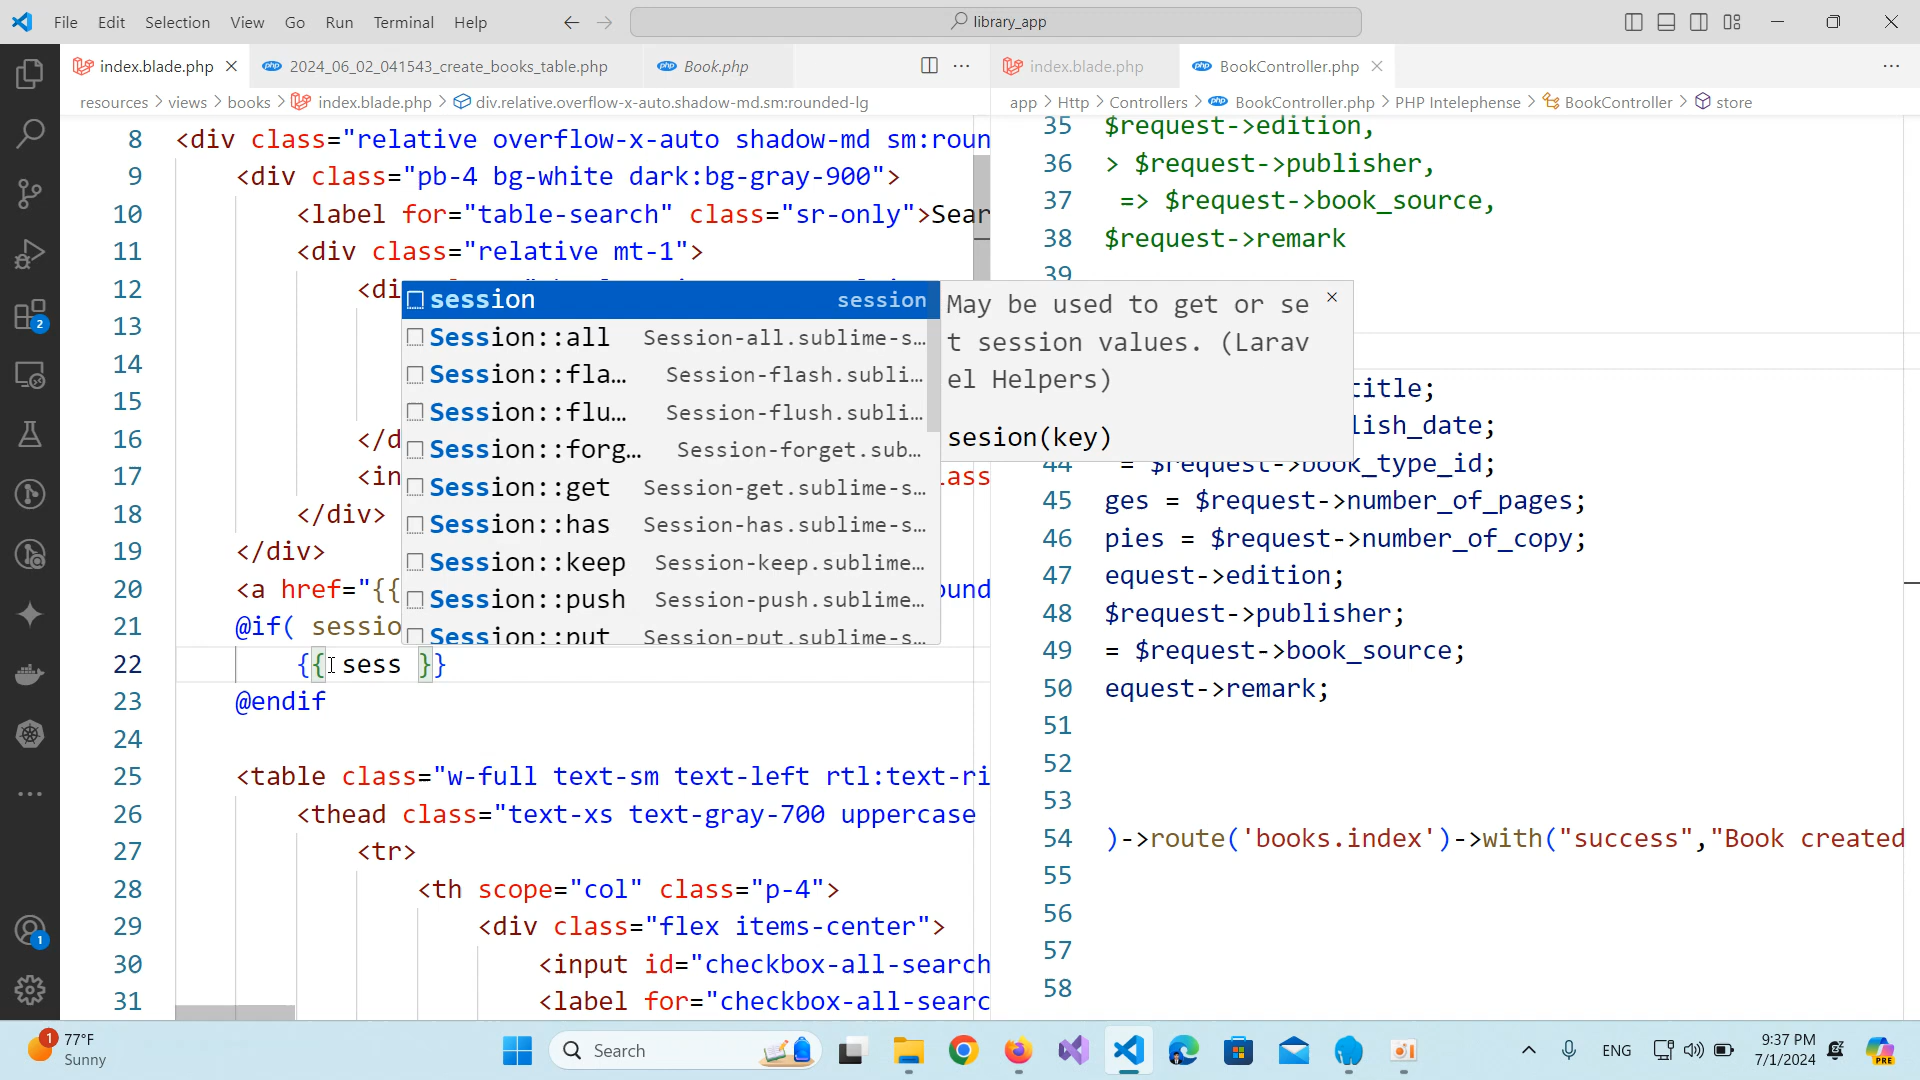 File Edit Selection View Go Run Terminal Help
library_app
index.blade.php
2024_06_02_041543_create_books_table.php
Book.php
index.blade.php
BookController.php
resources > views > books > index.blade.php > div.relative.overflow-x-auto.shadow-md.sm:rounded-lg
app > Http > Controllers > BookController.php > PHP Intelephense > BookController > store
8 <div class="relative overflow-x-auto shadow-md sm:roun
9 <div class="pb-4 bg-white dark:bg-gray-900">
10 <label for="table-search" class="sr-only">Sear
11 <div class="relative mt-1">
12 <di
13
14
15
16 </d
17 <in
lass
18 </div>
19 </div>
20 <a href="{{
ound
21 @if( sessio
22 {{ sess }}
23 @endif
24
25 <table class="w-full text-sm text-left rtl:text-ri
26 <thead class="text-xs text-gray-700 uppercase
27 <tr>
28 <th scope="col" class="p-4">
29 <div class="flex items-center">
30 <input id="checkbox-all-search
31 <label for="checkbox-all-searc
session session
Session::all Session-all.sublime-s...
Session::fla... Session-flash.subli...
Session::flu... Session-flush.subli...
Session::forg... Session-forget.sub...
Session::get Session-get.sublime-s...
Session::has Session-has.sublime-s...
Session::keep Session-keep.sublime...
Session::push Session-push.sublime...
Session::put Session-put.sublime-s...
May be used to get or se
t session values. (Larav
el Helpers)
sesion(key)
35 $request->edition,
36 > $request->publisher,
37 => $request->book_source,
38 $request->remark
39
title;
lish_date;
44 = $request->book_type_id;
45 ges = $request->number_of_pages;
46 pies = $request->number_of_copy;
47 equest->edition;
48 $request->publisher;
49 = $request->book_source;
50 equest->remark;
51
52
53
54 )->route('books.index')->with("success","Book created
55
56
57
58
2
1
1
77°F
Sunny
Search
ENG
9:37 PM
7/1/2024
PRE